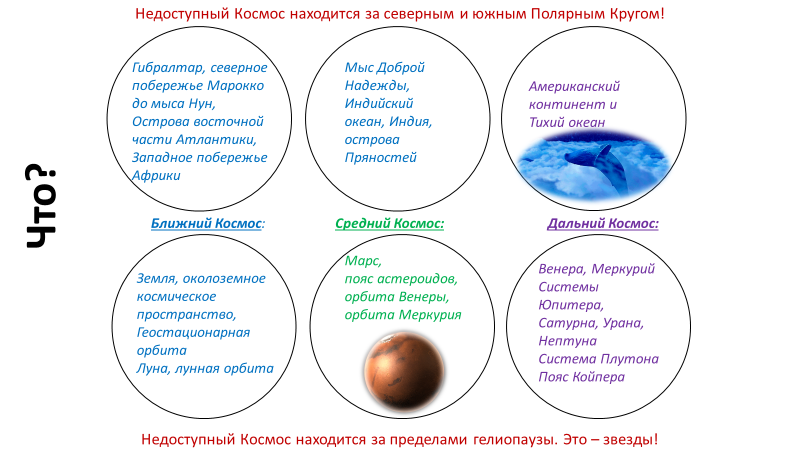 Недоступный Космос находится за северным и южным Полярным Кругом!
Что?
Гибралтар, северное
побережье Марокко
до мыса Нун,
Острова восточной
части Атлантики,
Западное побережье
Африки
Мыс Доброй
Надежды,
Индийский
океан, Индия,
острова
Пряностей
Американский
континент и
Тихий океан
Ближний Космос:
Средний Космос:
Дальний Космос:
Земля, околоземное
космическое
пространство,
Геостационарная
орбита
Луна, лунная орбита
Марс,
пояс астероидов,
орбита Венеры,
орбита Меркурия
Венера, Меркурий
Системы
Юпитера,
Сатурна, Урана,
Нептуна
Система Плутона
Пояс Койпера
Недоступный Космос находится за пределами гелиопаузы. Это – звезды!